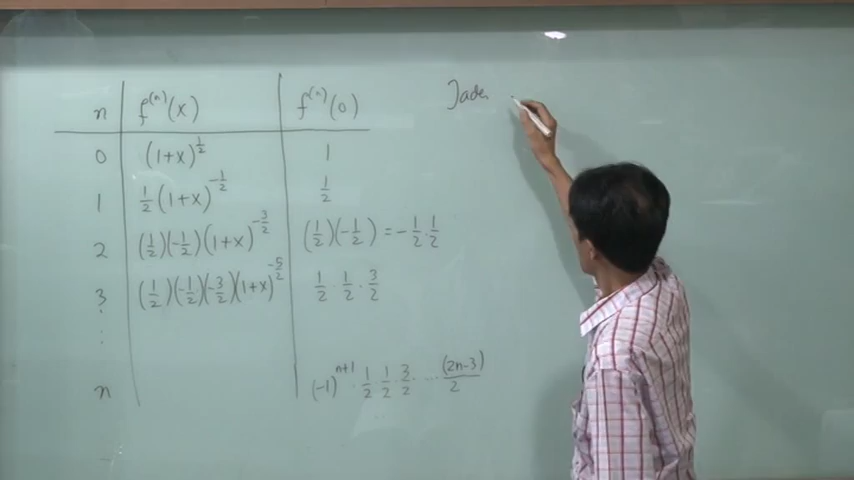 n f^(n)(x) f^(n)(0) Jadi
0 (1+x)^{1/2} 1
1 1/2 (1+x)^{-1/2} 1/2
2 (1/2)(-1/2)(1+x)^{-3/2} (1/2)(-1/2) = -1/2 · 1/2
3 (1/2)(-1/2)(-3/2)(1+x)^{-5/2} 1/2 · 1/2 · 3/2
⋮
n (-1)^{n+1} · 1/2 · 1/2 · 3/2 · ... (2n-3)/2